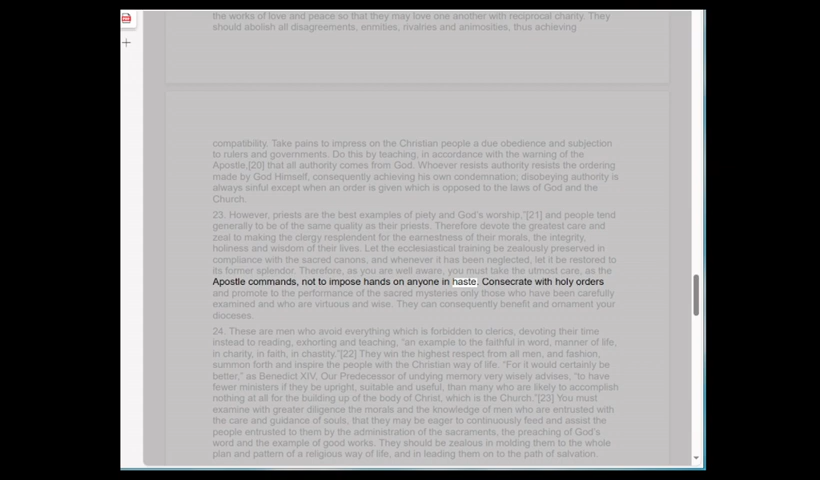 the works of love and peace so that they may love one another with reciprocal charity. They
should abolish all disagreements, enmities, rivalries and animosities, thus achieving
compatibility. Take pains to impress on the Christian people a due obedience and subjection
to rulers and governments. Do this by teaching, in accordance with the warning of the
Apostle,[20] that all authority comes from God. Whoever resists authority resists the ordering
made by God Himself, consequently achieving his own condemnation; disobeying authority is
always sinful except when an order is given which is opposed to the laws of God and the
Church.
23. However, priests are the best examples of piety and God's worship,"[21] and people tend
generally to be of the same quality as their priests. Therefore devote the greatest care and
zeal to making the clergy resplendent for the earnestness of their morals, the integrity,
holiness and wisdom of their lives. Let the ecclesiastical training be zealously preserved in
compliance with the sacred canons, and whenever it has been neglected, let it be restored to
its former splendor. Therefore, as you are well aware, you must take the utmost care, as the
Apostle commands, not to impose hands on anyone in haste. Consecrate with holy orders
and promote to the performance of the sacred mysteries only those who have been carefully
examined and who are virtuous and wise. They can consequently benefit and ornament your
dioceses.
24. These are men who avoid everything which is forbidden to clerics, devoting their time
instead to reading, exhorting and teaching, "an example to the faithful in word, manner of life,
in charity, in faith, in chastity."[22] They win the highest respect from all men, and fashion,
summon forth and inspire the people with the Christian way of life. "For it would certainly be
better," as Benedict XIV, Our Predecessor of undying memory very wisely advises, "to have
fewer ministers if they be upright, suitable and useful, than many who are likely to accomplish
nothing at all for the building up of the body of Christ, which is the Church."[23] You must
examine with greater diligence the morals and the knowledge of men who are entrusted with
the care and guidance of souls, that they may be eager to continuously feed and assist the
people entrusted to them by the administration of the sacraments, the preaching of God's
word and the example of good works. They should be zealous in molding them to the whole
plan and pattern of a religious way of life, and in leading them on to the path of salvation.